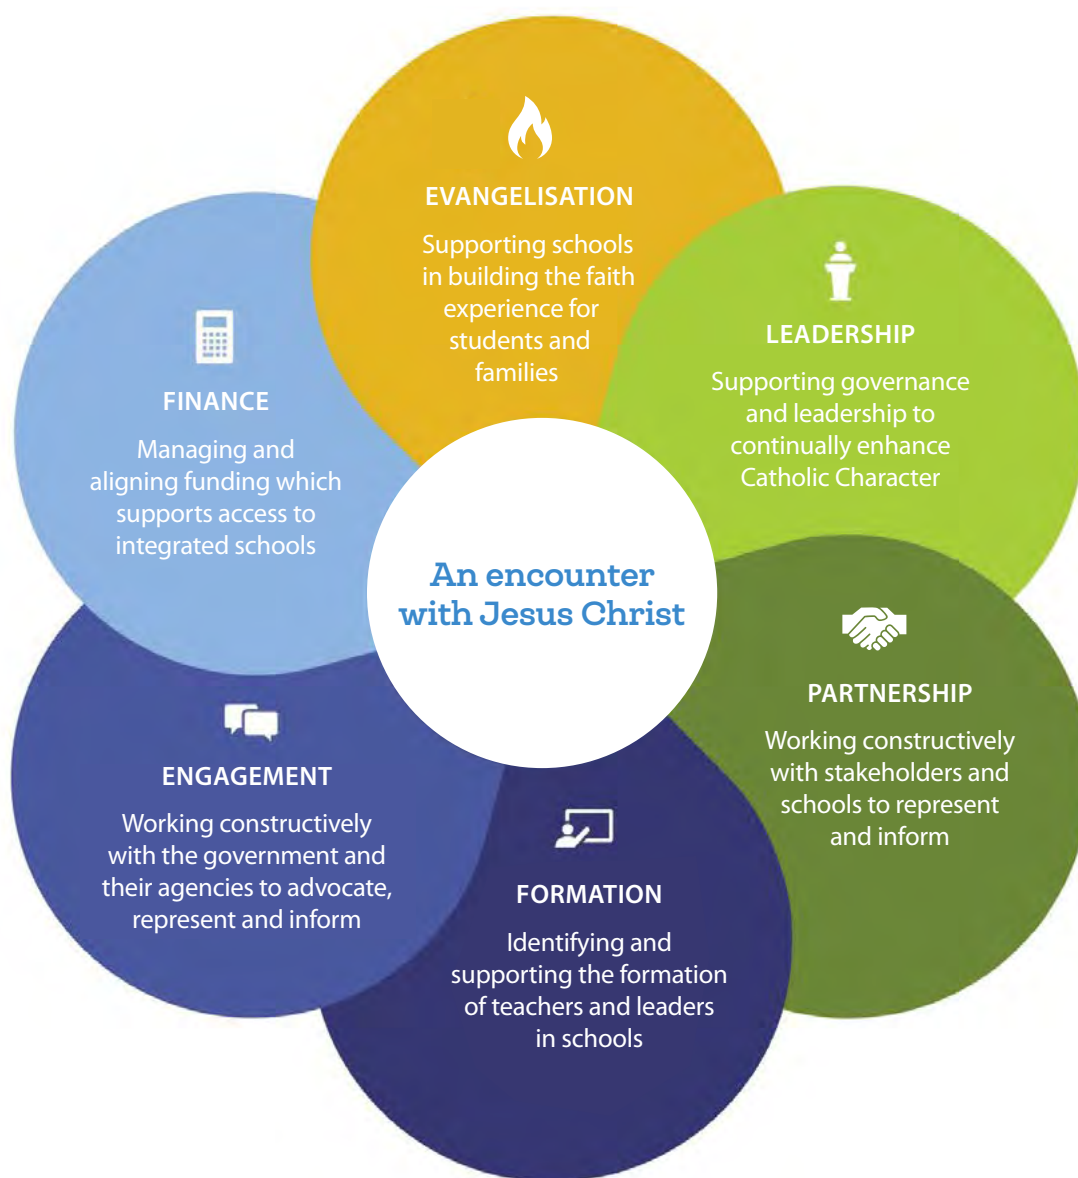 EVANGELISATION
Supporting schools
in building the faith
experience for
students and
families
LEADERSHIP
Supporting governance
and leadership to
continually enhance
Catholic Character
PARTNERSHIP
Working constructively
with stakeholders and
schools to represent
and inform
FORMATION
Identifying and
supporting the formation
of teachers and leaders
in schools
ENGAGEMENT
Working constructively
with the government and
their agencies to advocate,
represent and inform
FINANCE
Managing and
aligning funding which
supports access to
integrated schools
An encounter
with Jesus Christ